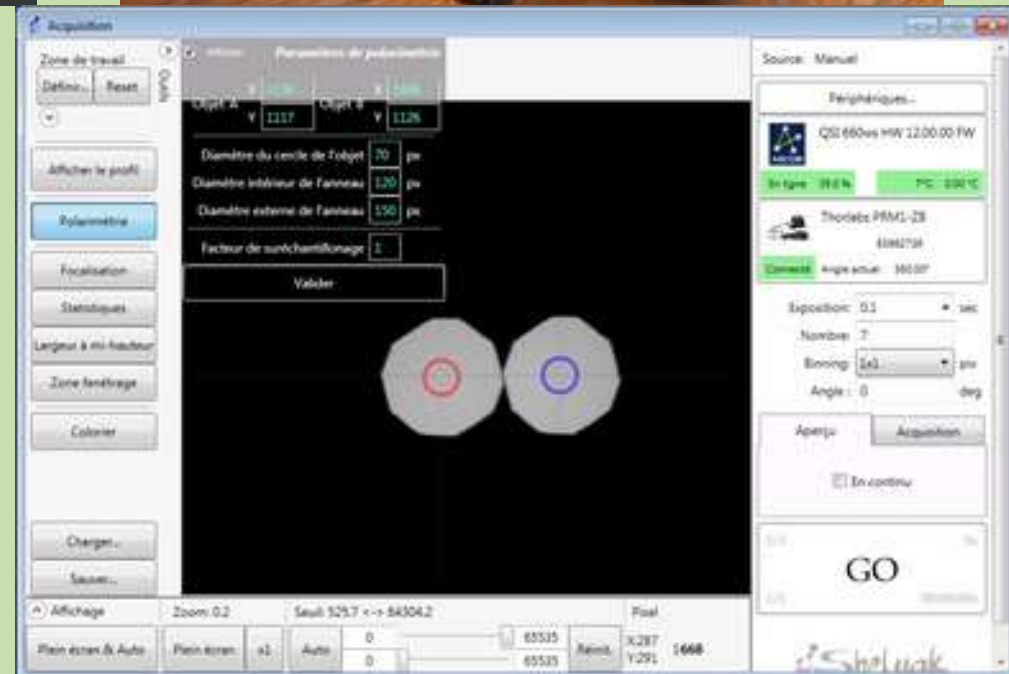 Acquisition
Zone de travail
Définir... Reset
Outils
Afficher le profil
Polarimétrie
Focalisation
Statistiques
Largeur à mi-hauteur
Zone fenêtrage
Colorier
Charger...
Sauver...
Paramètres de polarimétrie
Objet A Objet B
Y 1117 Y 1126
Diamètre du cercle de l'objet 70 px
Diamètre intérieur de l'anneau 120 px
Diamètre externe de l'anneau 150 px
Facteur de suréchantillonage 1
Valider
Source: Manuel
Périphériques...
QSI 660ws HW 12.00.00 FW
En ligne
Thorlabs PRM1-Z8
Connecté Angle actuel
Exposition: 0.1 sec
Nombre: 7
Binning: 1x1 pix
Angle : 0 deg
Aperçu Acquisition
En continu
GO
Affichage Zoom: 0.2 Seuil: 525.7 <-> 64304.2 Pixel
Plein écran & Auto Plein écran x1 Auto 0 65535 Réinit. X:287 1668
0 65535 Y:291
Shelyak